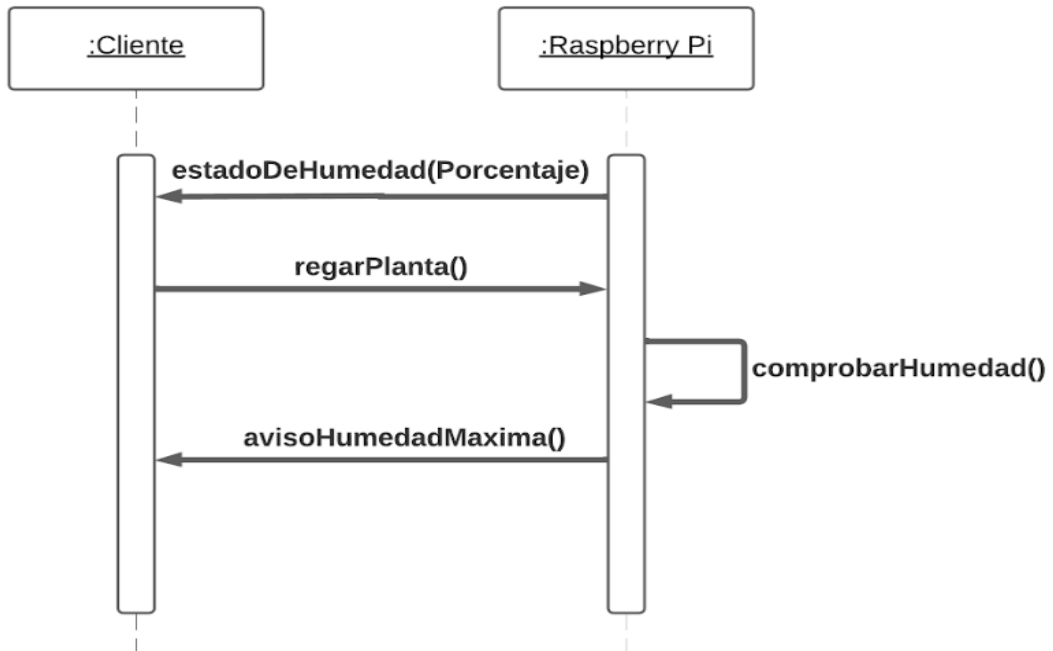 :Cliente
:Raspberry Pi
estadoDeHumedad(Porcentaje)
regarPlanta()
comprobarHumedad()
avisoHumedadMaxima()